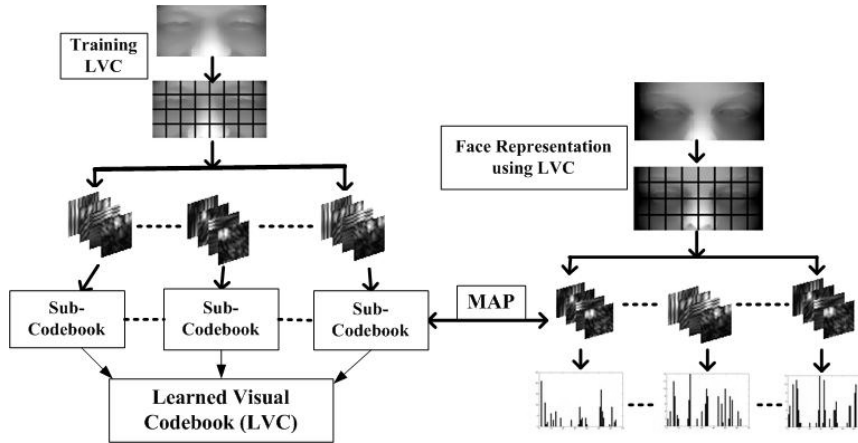 Training
LVC
Face Representation
using LVC
Sub-
Codebook
Sub-
Codebook
Sub-
Codebook
MAP
Learned Visual
Codebook (LVC)